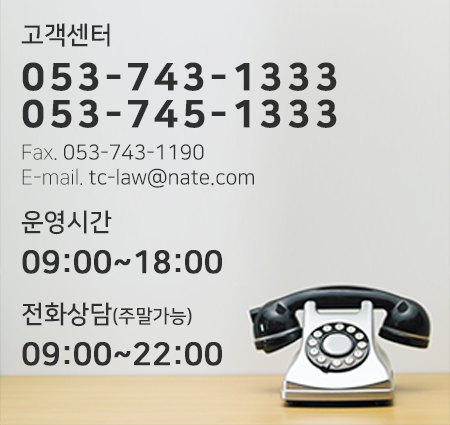 고객센터
053-743-1333
053-745-1333
Fax. 053-743-1190
E-mail. tc-law@nate.com
운영시간
09:00~18:00
전화상담(주말가능)
09:00~22:00